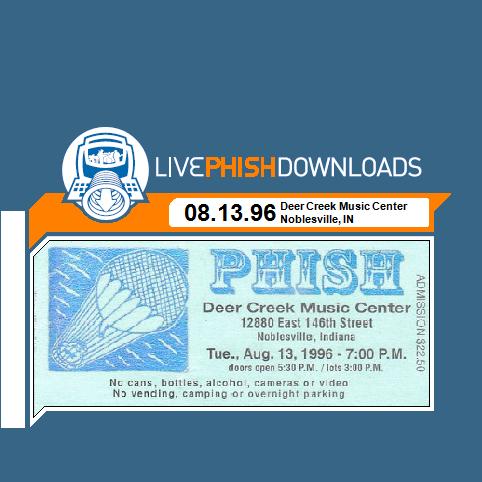 LIVEPHISHDOWNLOADS
08.13.96 Deer Creek Music Center
Noblesville, IN
PHISH
Deer Creek Music Center
12880 East 146th Street
Noblesville, Indiana
Tue., Aug. 13, 1996 - 7:00 P.M.
doors open 5:30 P.M. / lots 3:00 P.M.
No cans, bottles, alcohol, cameras or video
No vending, camping or overnight parking
ADMISSION $22.50